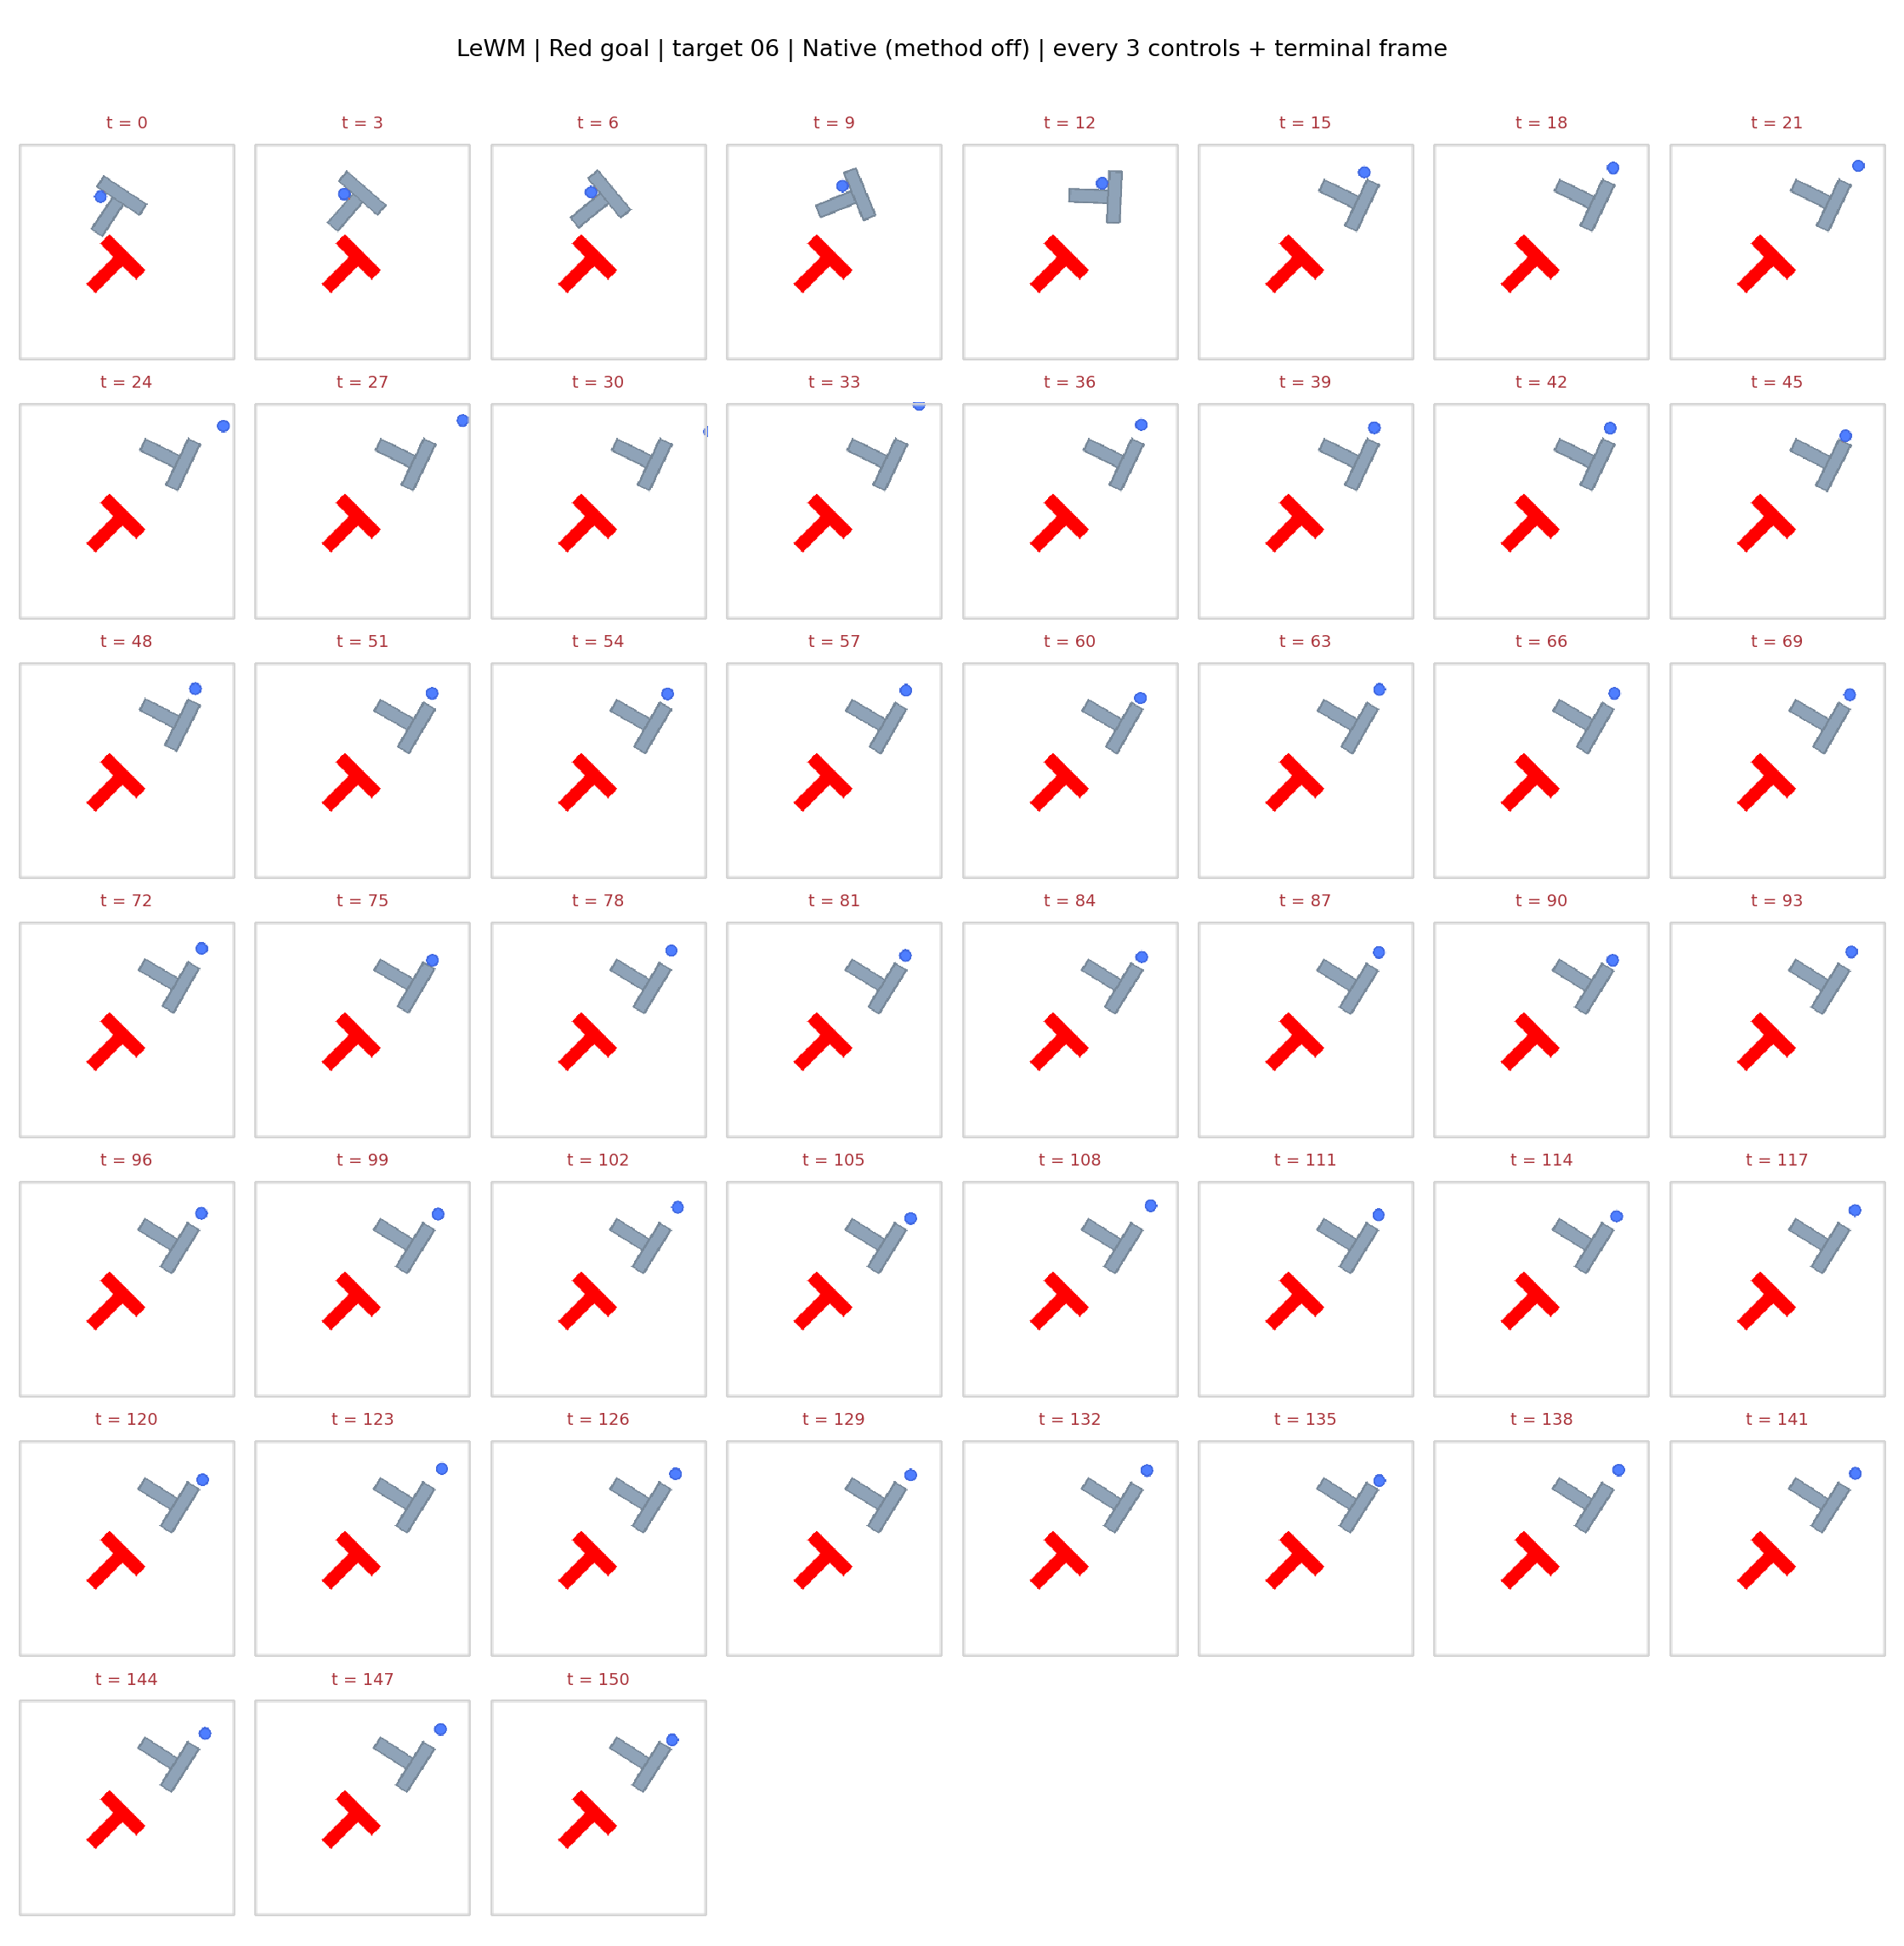 LeWM | Red goal | target 06 | Native (method off) | every 3 controls + terminal frame
t = 0 t = 3 t = 6 t = 9 t = 12 t = 15 t = 18 t = 21
t = 24 t = 27 t = 30 t = 33 t = 36 t = 39 t = 42 t = 45
t = 48 t = 51 t = 54 t = 57 t = 60 t = 63 t = 66 t = 69
t = 72 t = 75 t = 78 t = 81 t = 84 t = 87 t = 90 t = 93
t = 96 t = 99 t = 102 t = 105 t = 108 t = 111 t = 114 t = 117
t = 120 t = 123 t = 126 t = 129 t = 132 t = 135 t = 138 t = 141
t = 144 t = 147 t = 150